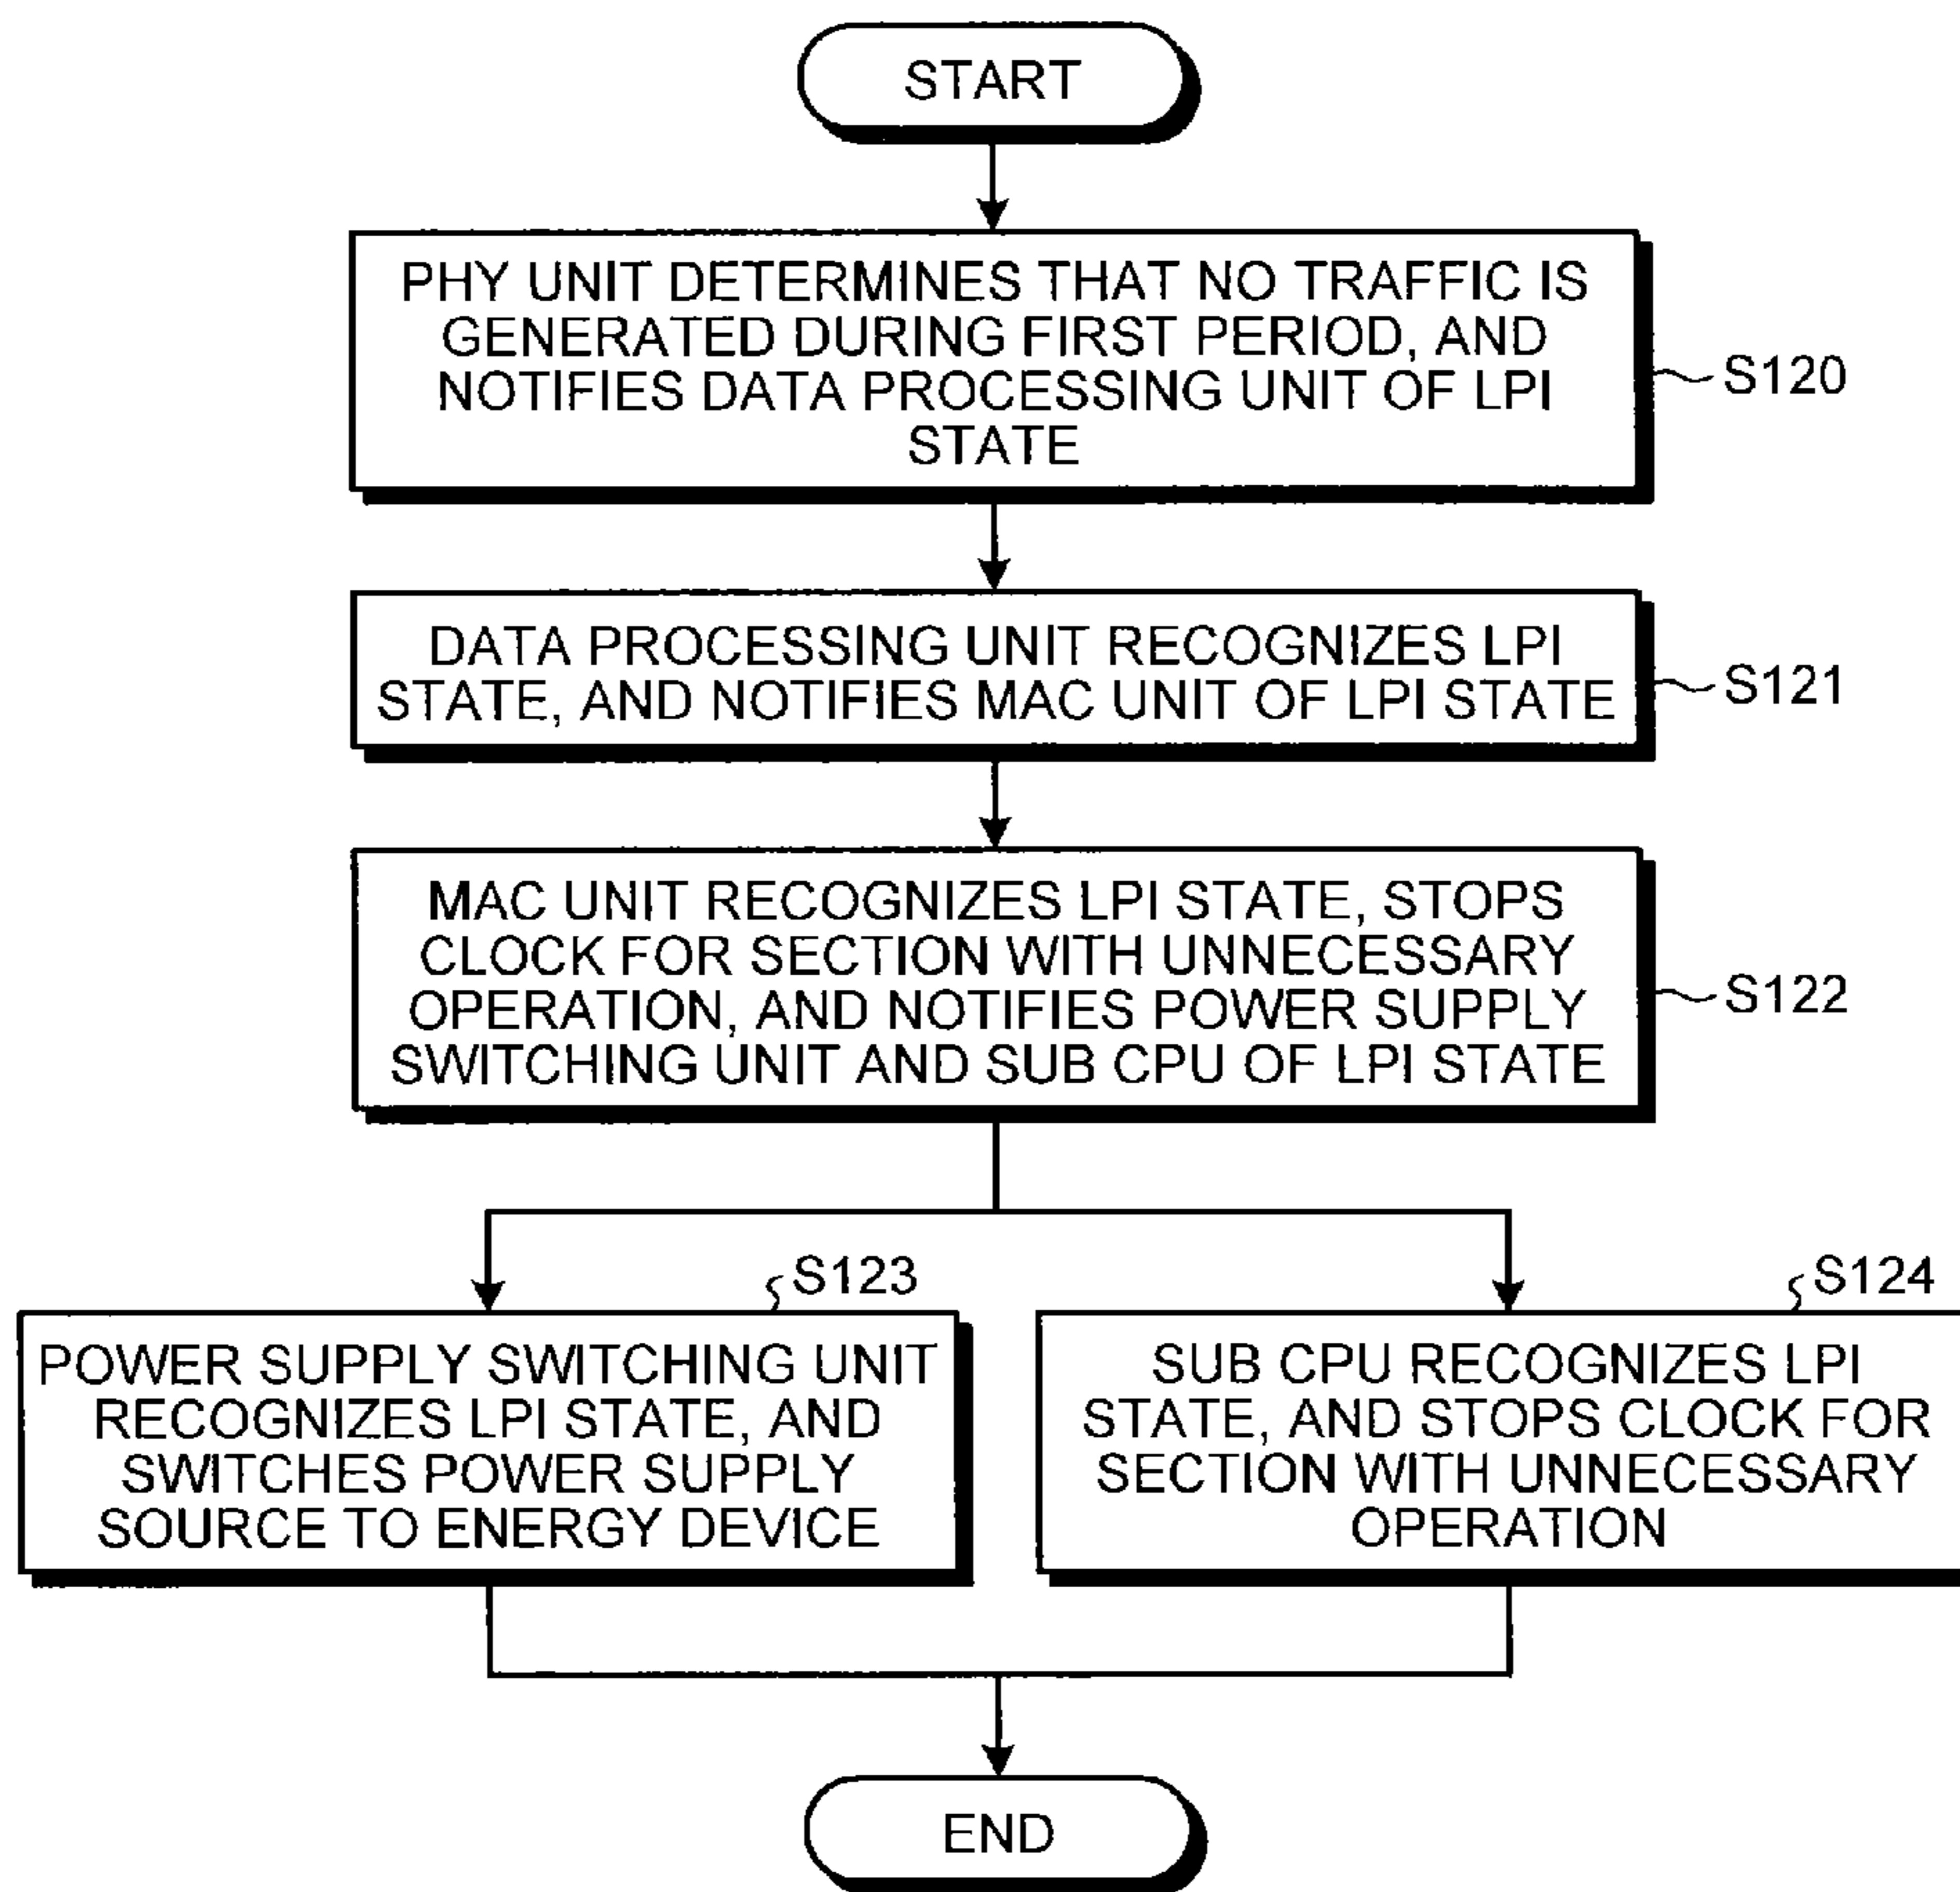 START
PHY UNIT DETERMINES THAT NO TRAFFIC IS
GENERATED DURING FIRST PERIOD, AND
NOTIFIES DATA PROCESSING UNIT OF LPI
STATE
S120
DATA PROCESSING UNIT RECOGNIZES LPI
STATE, AND NOTIFIES MAC UNIT OF LPI STATE
S121
MAC UNIT RECOGNIZES LPI STATE, STOPS
CLOCK FOR SECTION WITH UNNECESSARY
OPERATION, AND NOTIFIES POWER SUPPLY
SWITCHING UNIT AND SUB CPU OF LPI STATE
S122
S123
POWER SUPPLY SWITCHING UNIT
RECOGNIZES LPI STATE, AND
SWITCHES POWER SUPPLY
SOURCE TO ENERGY DEVICE
S124
SUB CPU RECOGNIZES LPI
STATE, AND STOPS CLOCK FOR
SECTION WITH UNNECESSARY
OPERATION
END